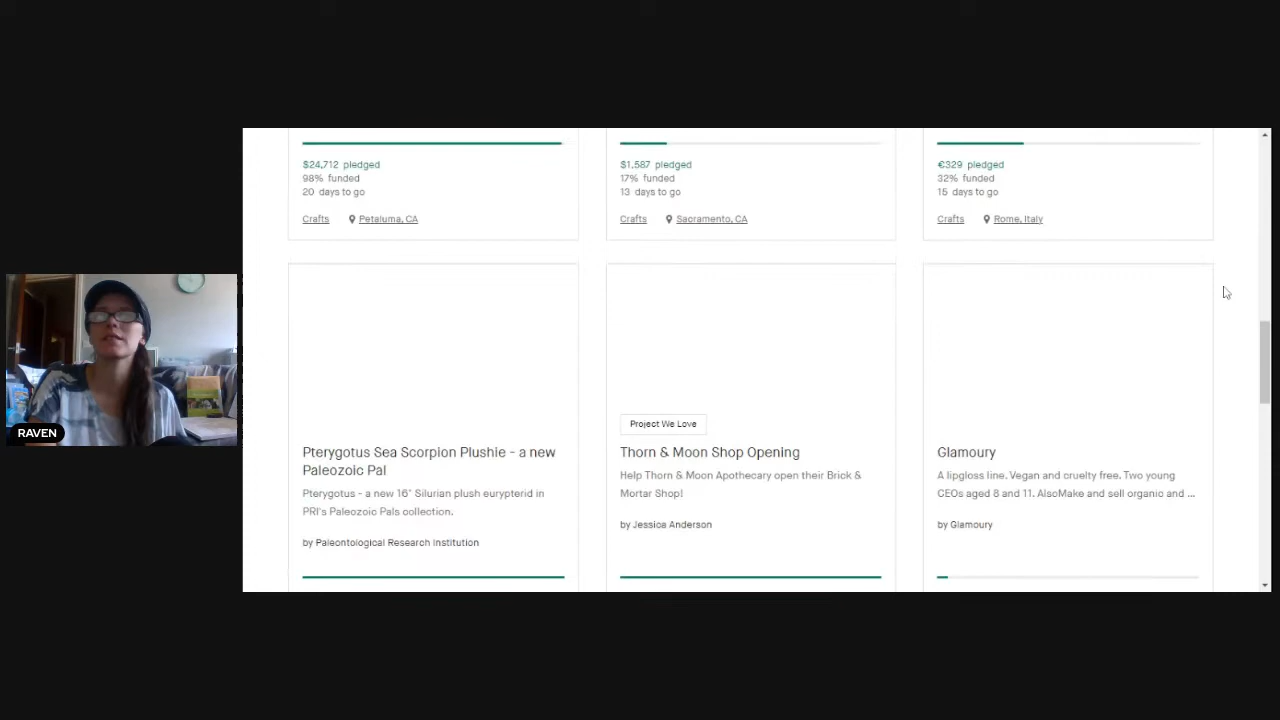 $24,712 pledged
98% funded
20 days to go
Crafts Petaluma, CA
$1,587 pledged
17% funded
13 days to go
Crafts Sacramento, CA
€329 pledged
32% funded
15 days to go
Crafts Rome, Italy
RAVEN
Pterygotus Sea Scorpion Plushie - a new
Paleozoic Pal
Pterygotus - a new 16" Silurian plush eurypterid in
PRI's Paleozoic Pals collection.
by Paleontological Research Institution
Project We Love
Thorn & Moon Shop Opening
Help Thorn & Moon Apothecary open their Brick &
Mortar Shop!
by Jessica Anderson
Glamoury
A lipgloss line. Vegan and cruelty free. Two young
CEOs aged 8 and 11. AlsoMake and sell organic and ...
by Glamoury